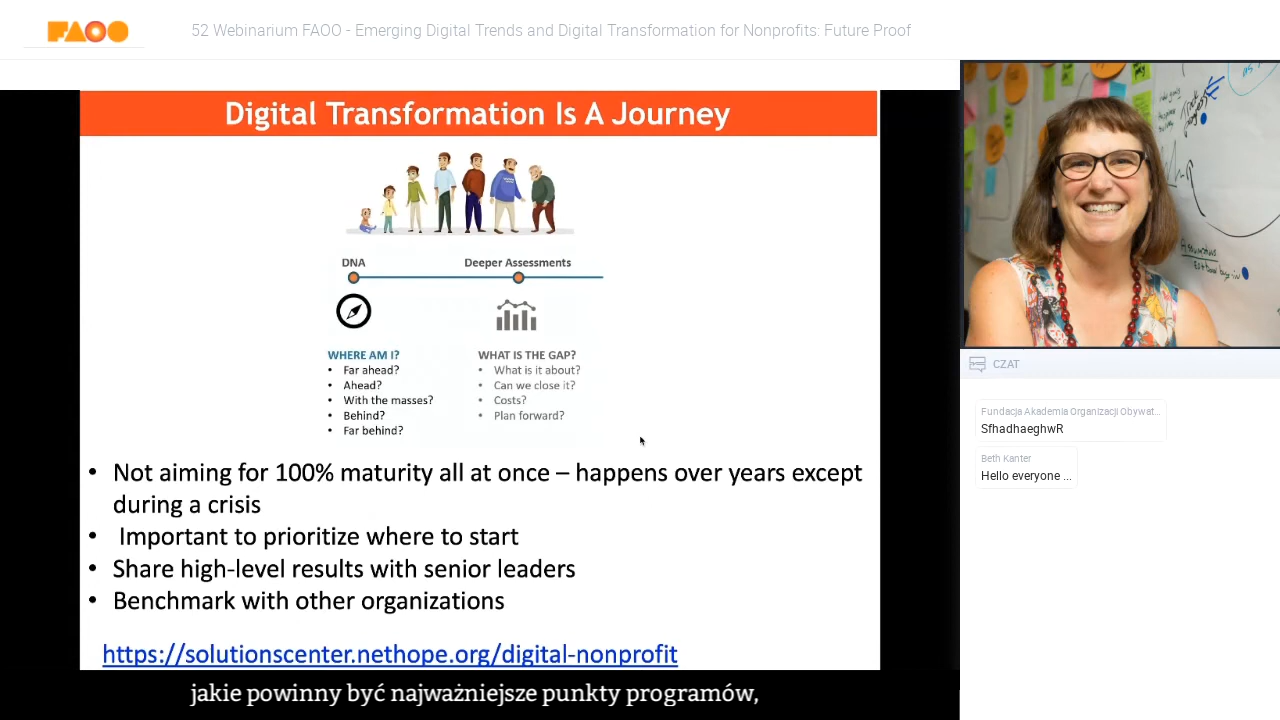 FAOO
52 Webinarium FAOO - Emerging Digital Trends and Digital Transformation for Nonprofits: Future Proof
Digital Transformation Is A Journey
DNA
Deeper Assessments
WHERE AM I?
• Far ahead?
• Ahead?
• With the masses?
• Behind?
• Far behind?
WHAT IS THE GAP?
• What is it about?
• Can we close it?
• Costs?
• Plan forward?
• Not aiming for 100% maturity all at once – happens over years except
during a crisis
• Important to prioritize where to start
• Share high-level results with senior leaders
• Benchmark with other organizations
https://solutionscenter.nethope.org/digital-nonprofit
jakie powinny być najważniejsze punkty programów,
CZAT
Fundacja Akademia Organizacji Obywat...
SfhadhaeghwR
Beth Kanter
Hello everyone ...